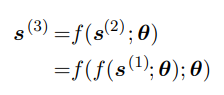 𝒔⁽³⁾ =f(𝒔⁽²⁾; 𝜽)
=f(f(𝒔⁽¹⁾; 𝜽); 𝜽)